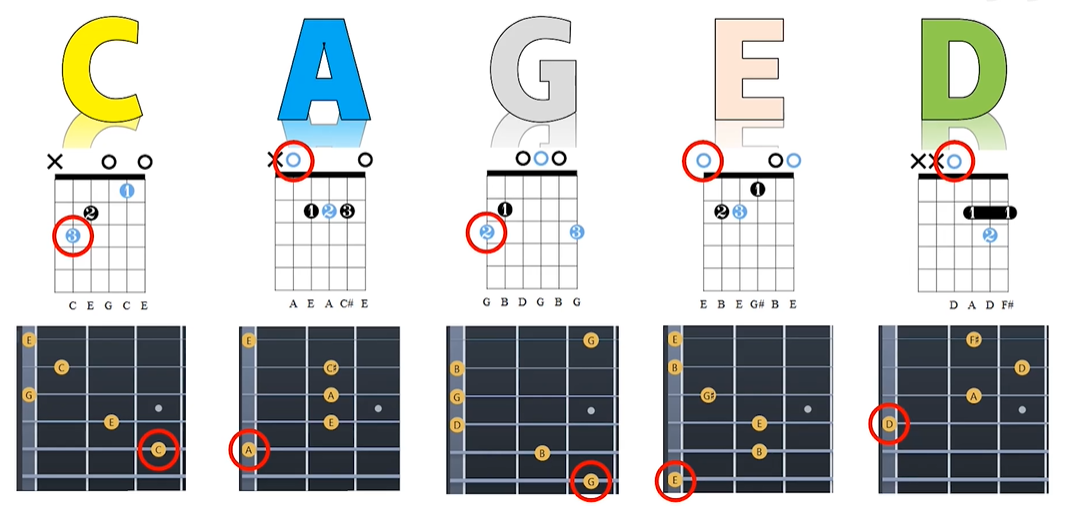 C A G E D
X O O O X O O O O O O O O X X O
1 1 1
2 1 2 3 2 3 1 1
3 2 3 2
C E G C E A E A C# E G B D G B G E B E G# B E D A D F#
E E G E F♯
C C♯ B B D
G A G G♯ A
E E D E D
C A B B
G E